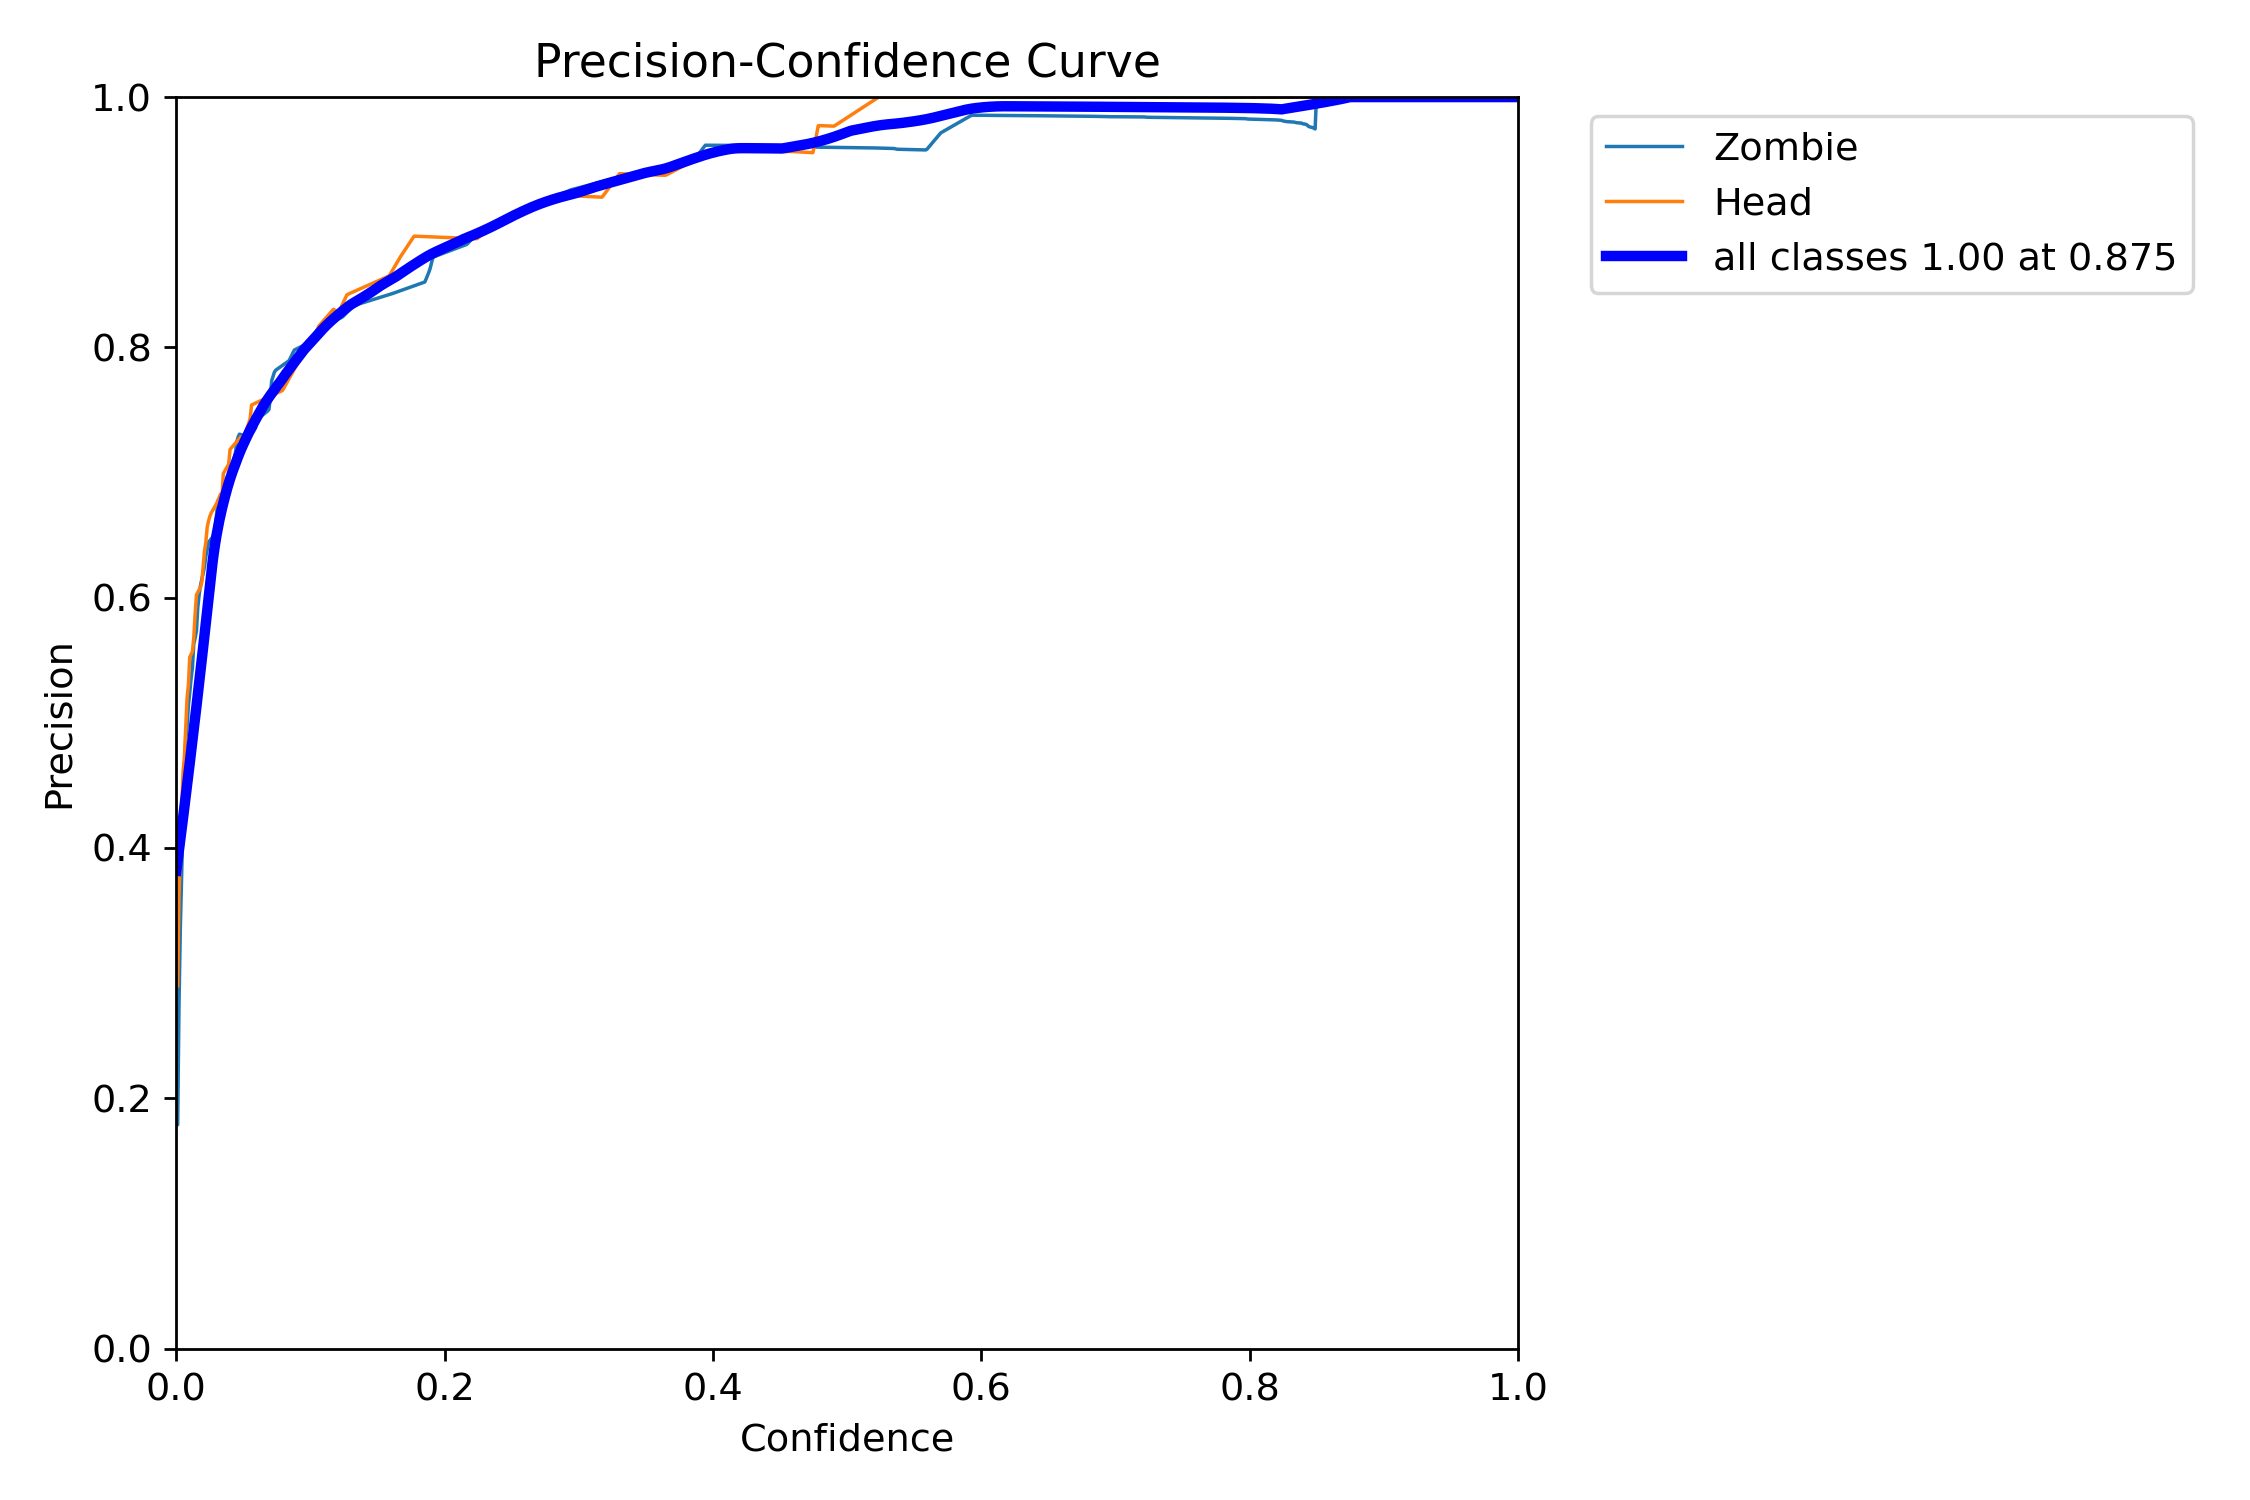 Precision-Confidence Curve
1.0
0.8
0.6
0.4
0.2
0.0
Precision
0.0 0.2 0.4 0.6 0.8 1.0
Confidence
Zombie
Head
all classes 1.00 at 0.875